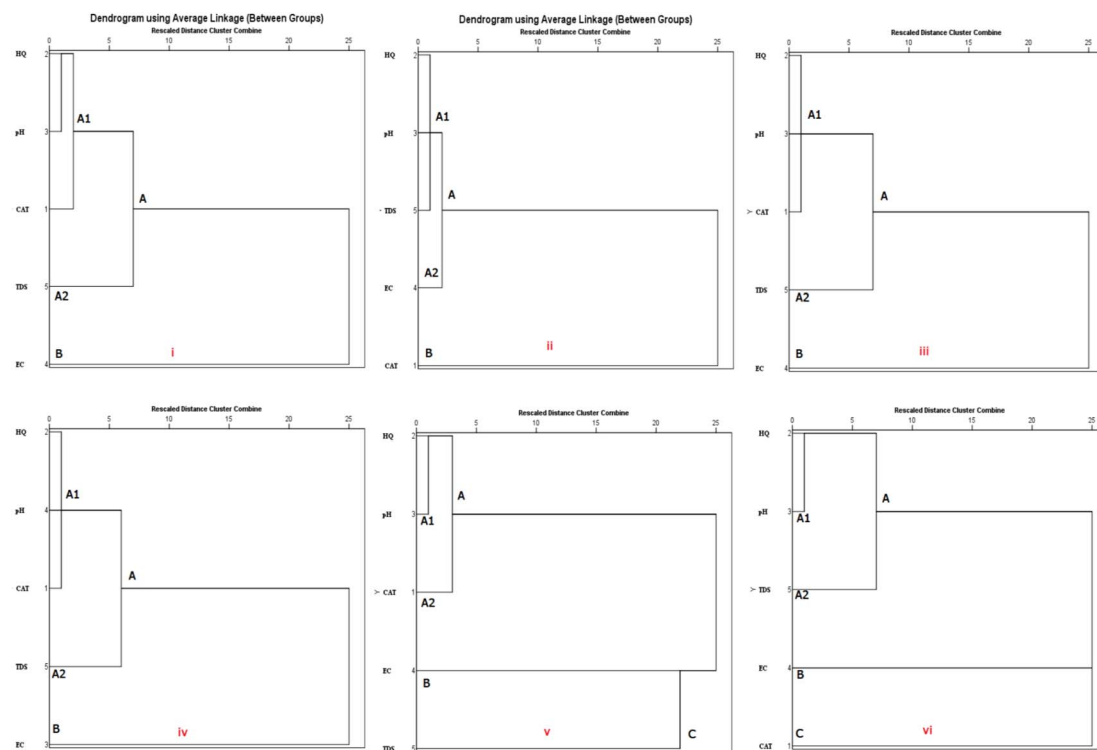 Dendrogram using Average Linkage (Between Groups)
Rescaled Distance Cluster Combine
0 5 10 15 20 25
HQ 2
A1
pH 3
A
CAT 1
TDS 5
A2
B
i
EC 4
Dendrogram using Average Linkage (Between Groups)
Rescaled Distance Cluster Combine
0 5 10 15 20 25
HQ 2
A1
pH 3
A
TDS 5
A2
EC 4
B
ii
CAT 1
Rescaled Distance Cluster Combine
0 5 10 15 20 25
HQ 2
A1
pH 3
A
Y CAT 1
TDS 5
A2
B
iii
EC 4
Rescaled Distance Cluster Combine
0 5 10 15 20 25
HQ 2
A1
pH 4
A
CAT 1
TDS 5
A2
B
iv
EC 3
Rescaled Distance Cluster Combine
0 5 10 15 20 25
HQ 2
A
pH 3
A1
Y CAT 1
A2
EC 4
B
v
C
TDS 5
Rescaled Distance Cluster Combine
0 5 10 15 20 25
HQ 2
A
pH 3
A1
Y TDS 5
A2
EC 4
B
C
vi
CAT 1